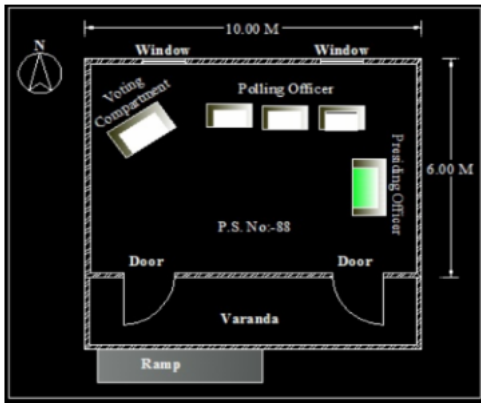 10.00 M
N
Window
Window
Voting
Compartment
Polling Officer
Presiding Officer
6.00 M
P.S. No:-88
Door
Door
Varanda
Ramp